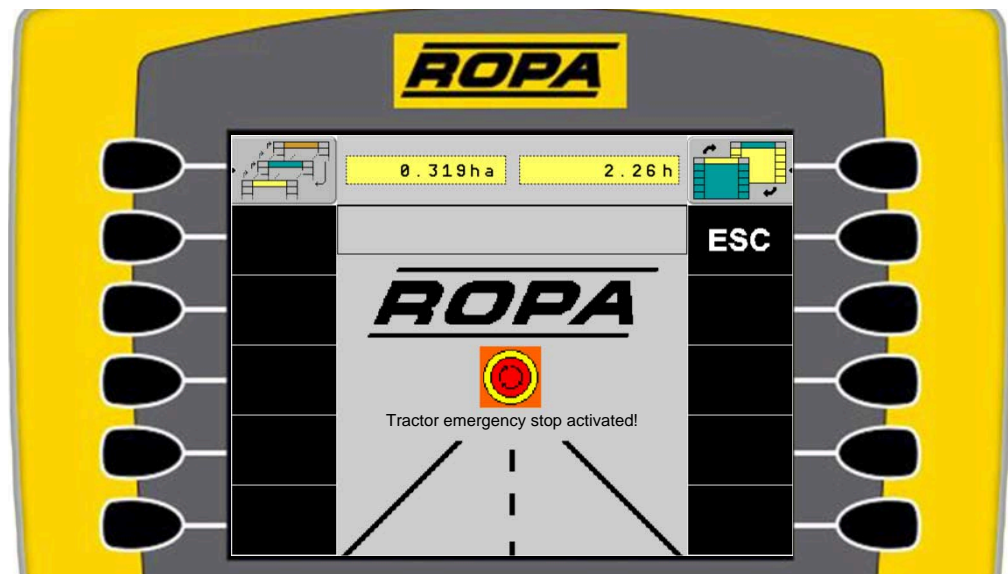 ROPA
0.319ha 2.26h
ESC
ROPA
Tractor emergency stop activated!